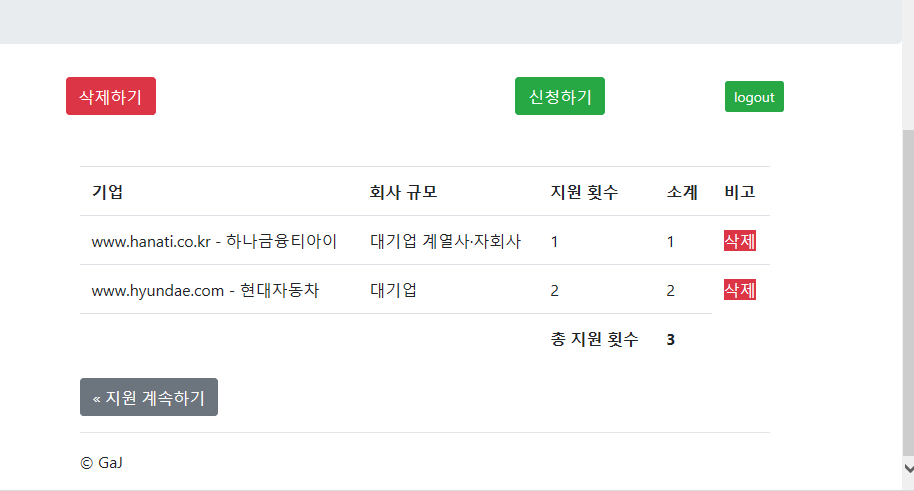 삭제하기 신청하기 logout
기업 회사 규모 지원 횟수 소계 비고
www.hanati.co.kr - 하나금융티아이 대기업 계열사·자회사 1 1 삭제
www.hyundae.com - 현대자동차 대기업 2 2 삭제
총 지원 횟수 3
« 지원 계속하기
© GaJ